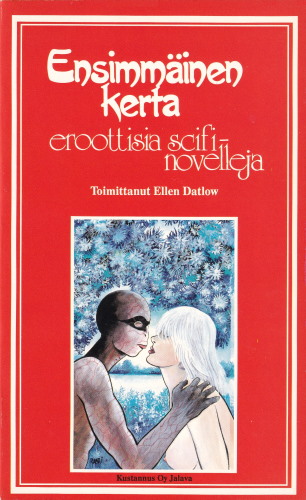 Ensimmäinen
kerta
eroottisia scifi-
novelleja
Toimittanut Ellen Datlow
Kustannus Oy Jalava